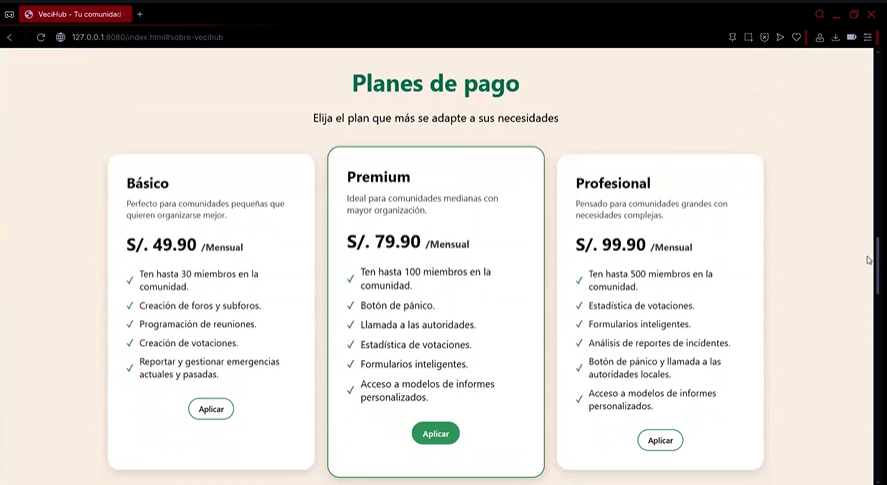 VeciHub - Tu comunidad
127.0.0.1:8080/index.html#sobre-vecihub
Planes de pago
Elija el plan que más se adapte a sus necesidades
Básico
Perfecto para comunidades pequeñas que
quieren organizarse mejor.
S/. 49.90 /Mensual
✓ Ten hasta 30 miembros en la
comunidad.
✓ Creación de foros y subforos.
✓ Programación de reuniones.
✓ Creación de votaciones.
✓ Reportar y gestionar emergencias
actuales y pasadas.
Aplicar
Premium
Ideal para comunidades medianas con
mayor organización.
S/. 79.90 /Mensual
✓ Ten hasta 100 miembros en la
comunidad.
✓ Botón de pánico.
✓ Llamada a las autoridades.
✓ Estadística de votaciones.
✓ Formularios inteligentes.
✓ Acceso a modelos de informes
personalizados.
Aplicar
Profesional
Pensado para comunidades grandes con
necesidades complejas.
S/. 99.90 /Mensual
✓ Ten hasta 500 miembros en la
comunidad.
✓ Estadística de votaciones.
✓ Formularios inteligentes.
✓ Análisis de reportes de incidentes.
✓ Botón de pánico y llamada a las
autoridades locales.
✓ Acceso a modelos de informes
personalizados.
Aplicar